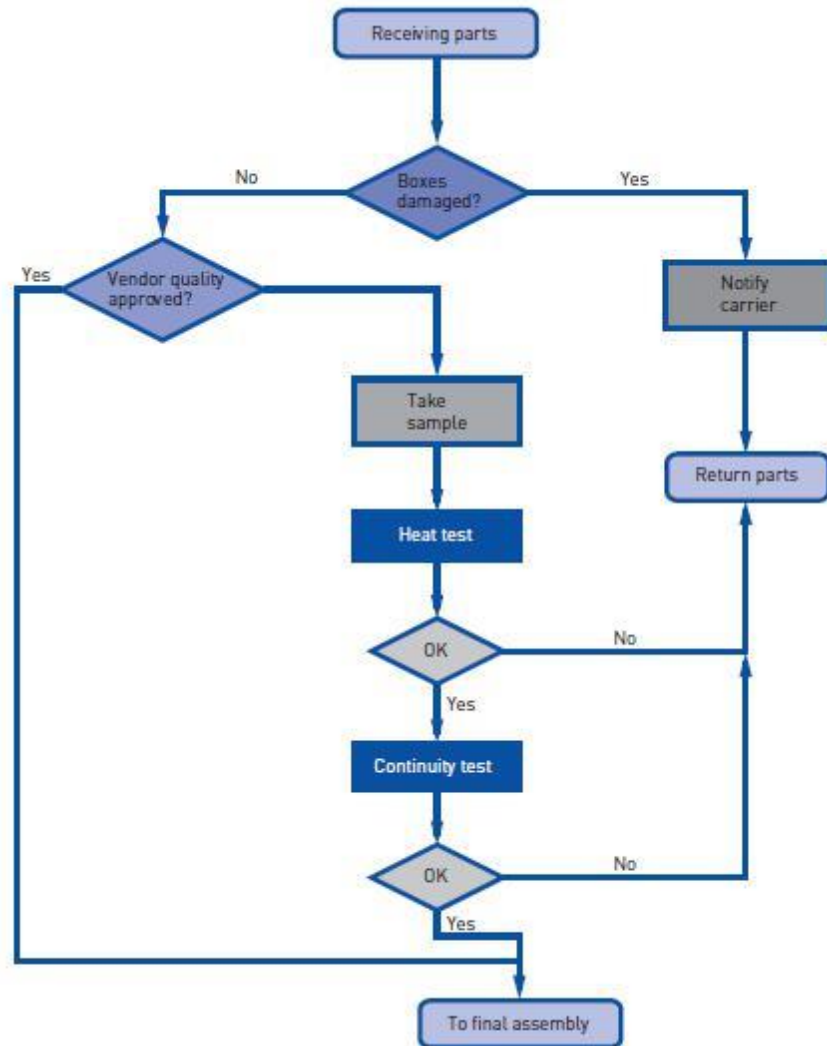 Receiving parts
Boxes
damaged?
No
Yes
Yes
Vendor quality
approved?
Notify
carrier
Take
sample
Return parts
Heat test
OK
No
Yes
Continuity test
OK
No
Yes
To final assembly